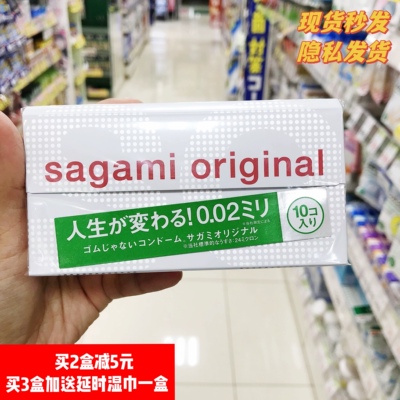 现货秒发
隐私发货
sagami original
人生が変わる!0.02ミリ
ゴムじゃないコンドーム。サガミオリジナル
10コ
入り
买2盒减5元
买3盒加送延时湿巾一盒